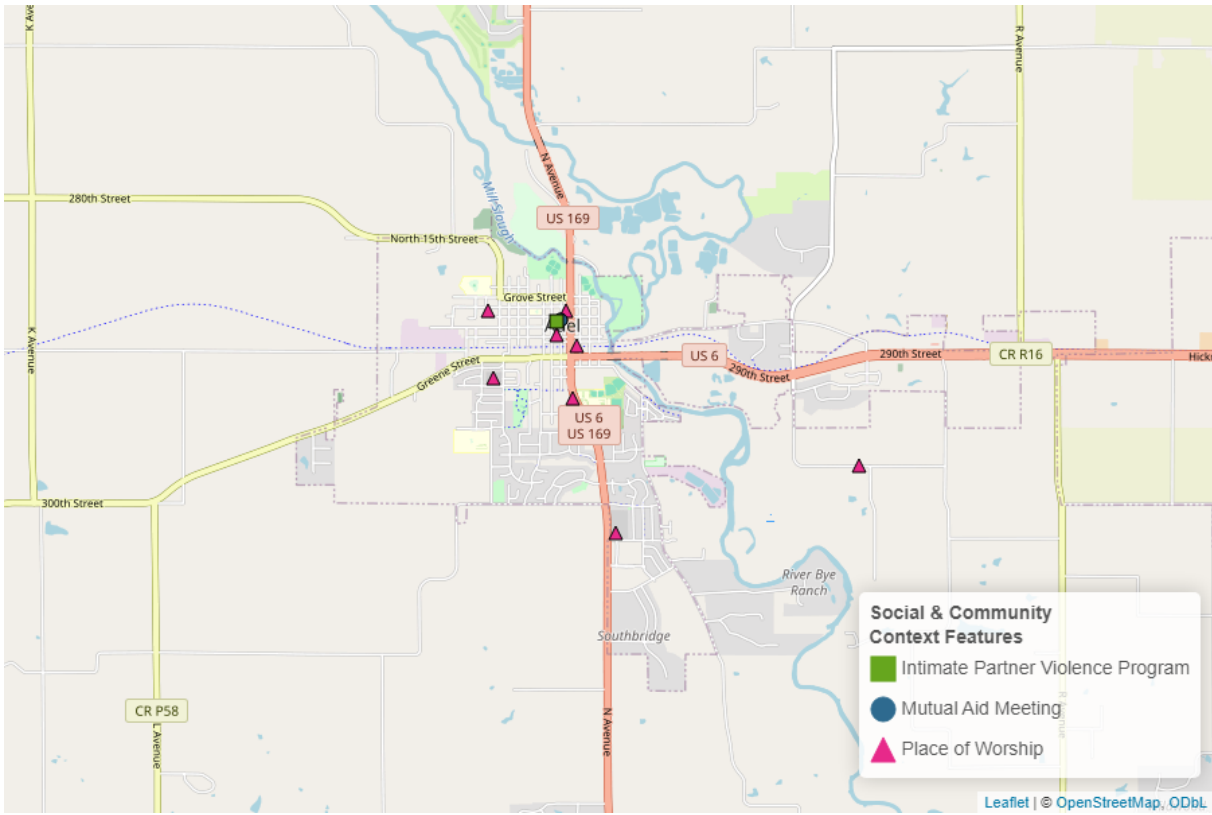 K Ave
R Avenue
N Avenue
280th Street
Mill Slough
US 169
North 15th Street
Grove Street
K Avenue
US 6
290th Street
CR R16
290th Street
Greene Street
US 6
US 169
300th Street
River Bye
Ranch
Southbridge
CR P58
L Avenue
N Avenue
R Avenue
Social & Community
Context Features
Intimate Partner Violence Program
Mutual Aid Meeting
Place of Worship
Leaflet | © OpenStreetMap, ODbL